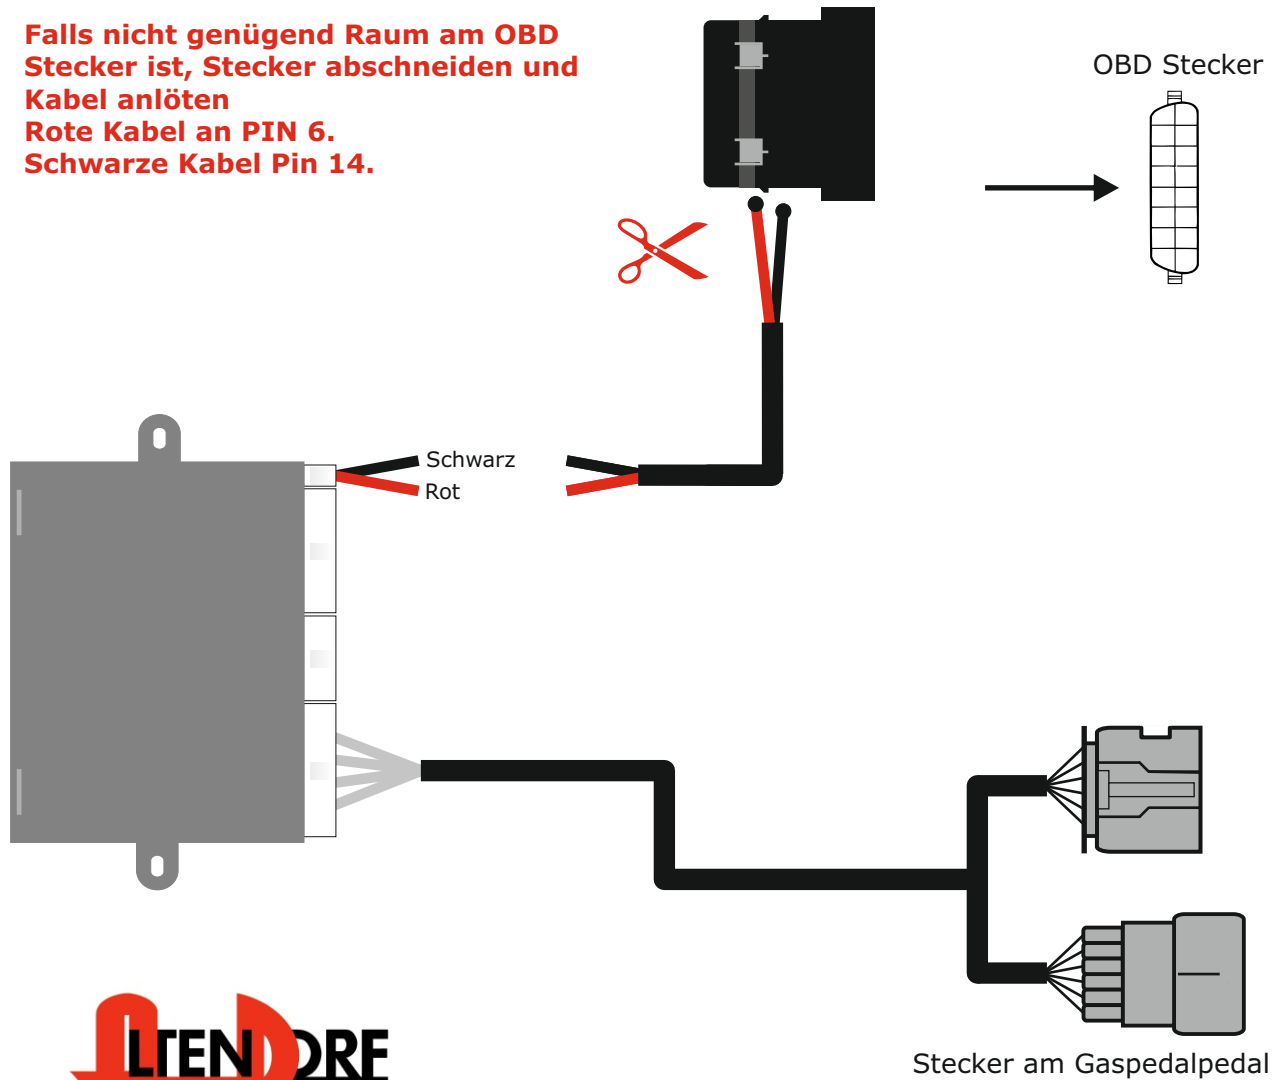 Falls nicht genügend Raum am OBD
Stecker ist, Stecker abschneiden und
Kabel anlöten
Rote Kabel an PIN 6.
Schwarze Kabel Pin 14.
OBD Stecker
Schwarz
Rot
ALTENDORF
Stecker am Gaspedalpedal